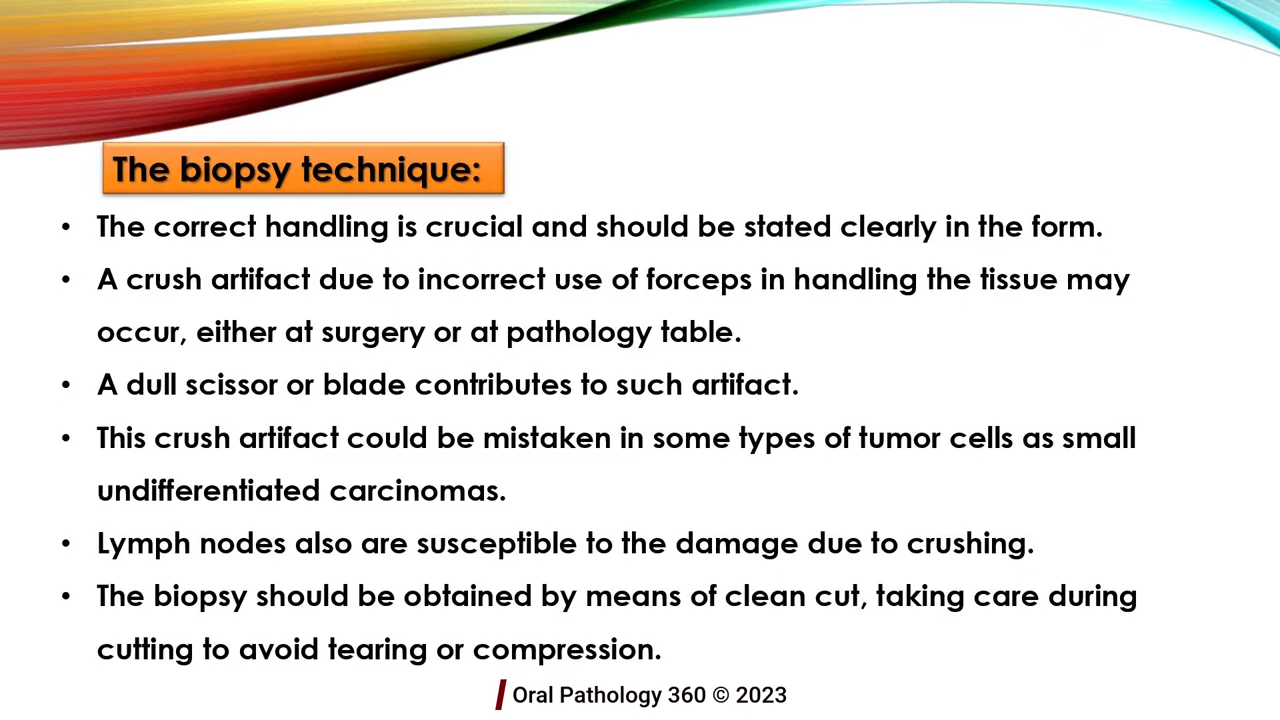 The biopsy technique:
• The correct handling is crucial and should be stated clearly in the form.
• A crush artifact due to incorrect use of forceps in handling the tissue may
occur, either at surgery or at pathology table.
• A dull scissor or blade contributes to such artifact.
• This crush artifact could be mistaken in some types of tumor cells as small
undifferentiated carcinomas.
• Lymph nodes also are susceptible to the damage due to crushing.
• The biopsy should be obtained by means of clean cut, taking care during
cutting to avoid tearing or compression.
Oral Pathology 360 © 2023